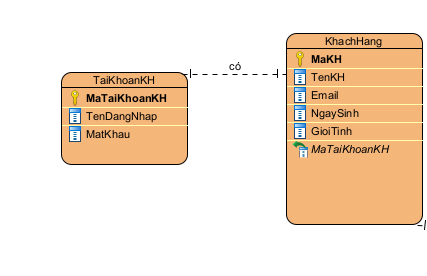 có
KhachHang
MaKH
TenKH
Email
NgaySinh
GioiTinh
MaTaiKhoanKH
TaiKhoanKH
MaTaiKhoanKH
TenDangNhap
MatKhau